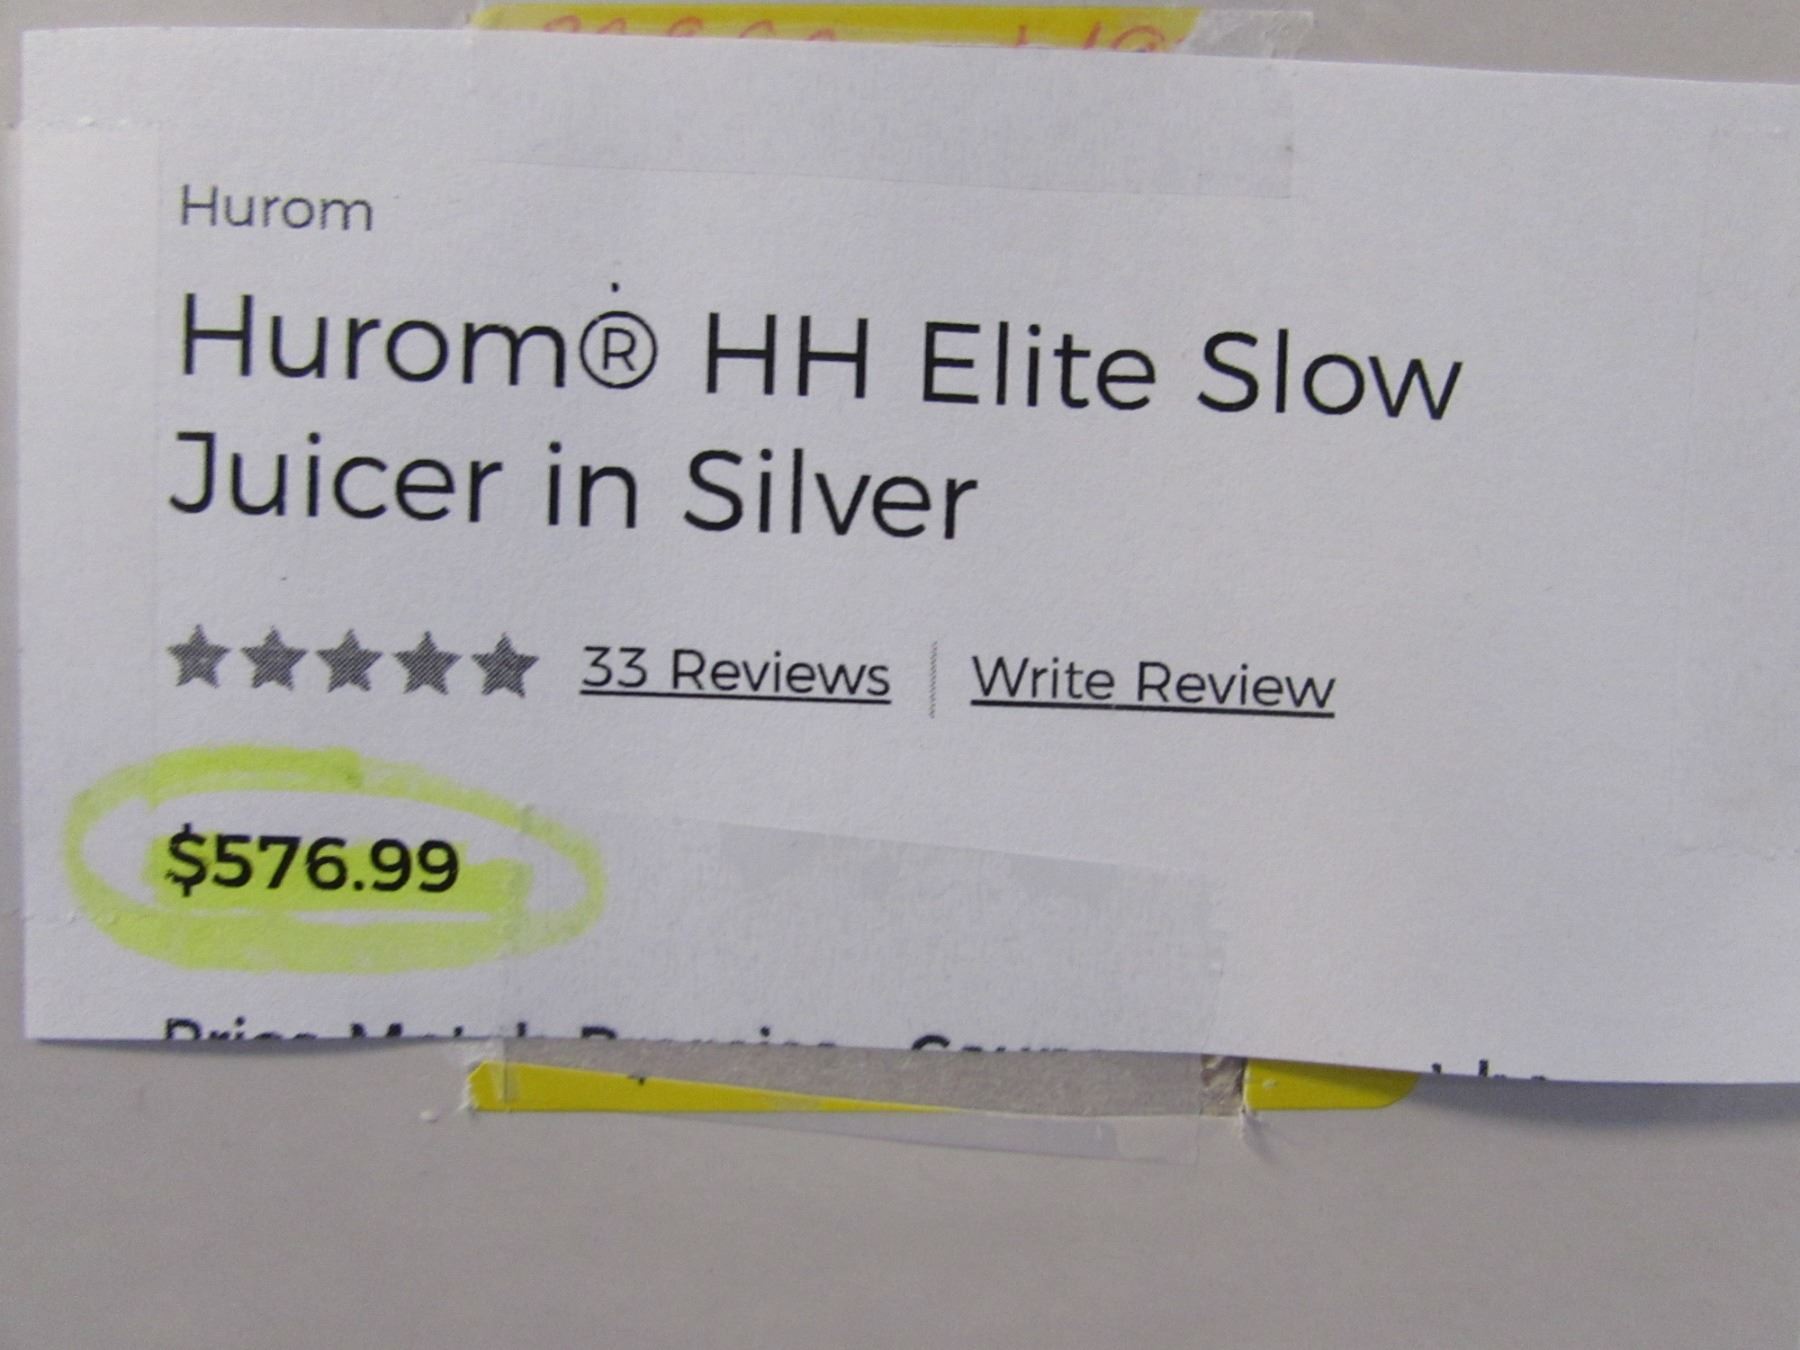 Hurom
Hurom® HH Elite Slow
Juicer in Silver
33 Reviews | Write Review
$576.99